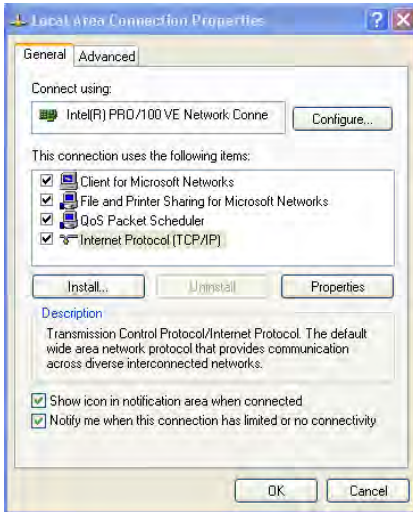 Local Area Connection Properties
General
Advanced
Connect using:
Intel(R) PRO/100 VE Network Conne
Configure...
This connection uses the following items:
Client for Microsoft Networks
File and Printer Sharing for Microsoft Networks
QoS Packet Scheduler
Internet Protocol (TCP/IP)
Install...
Uninstall
Properties
Description
Transmission Control Protocol/Internet Protocol. The default
wide area network protocol that provides communication
across diverse interconnected networks.
Show icon in notification area when connected
Notify me when this connection has limited or no connectivity
OK
Cancel